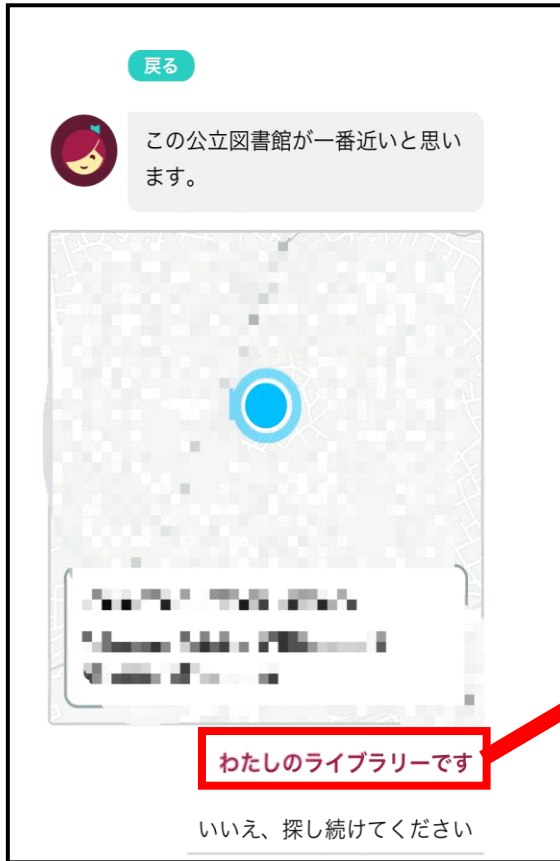 戻る
この公立図書館が一番近いと思い
ます。
わたしのライブラリーです
いいえ、探し続けてください